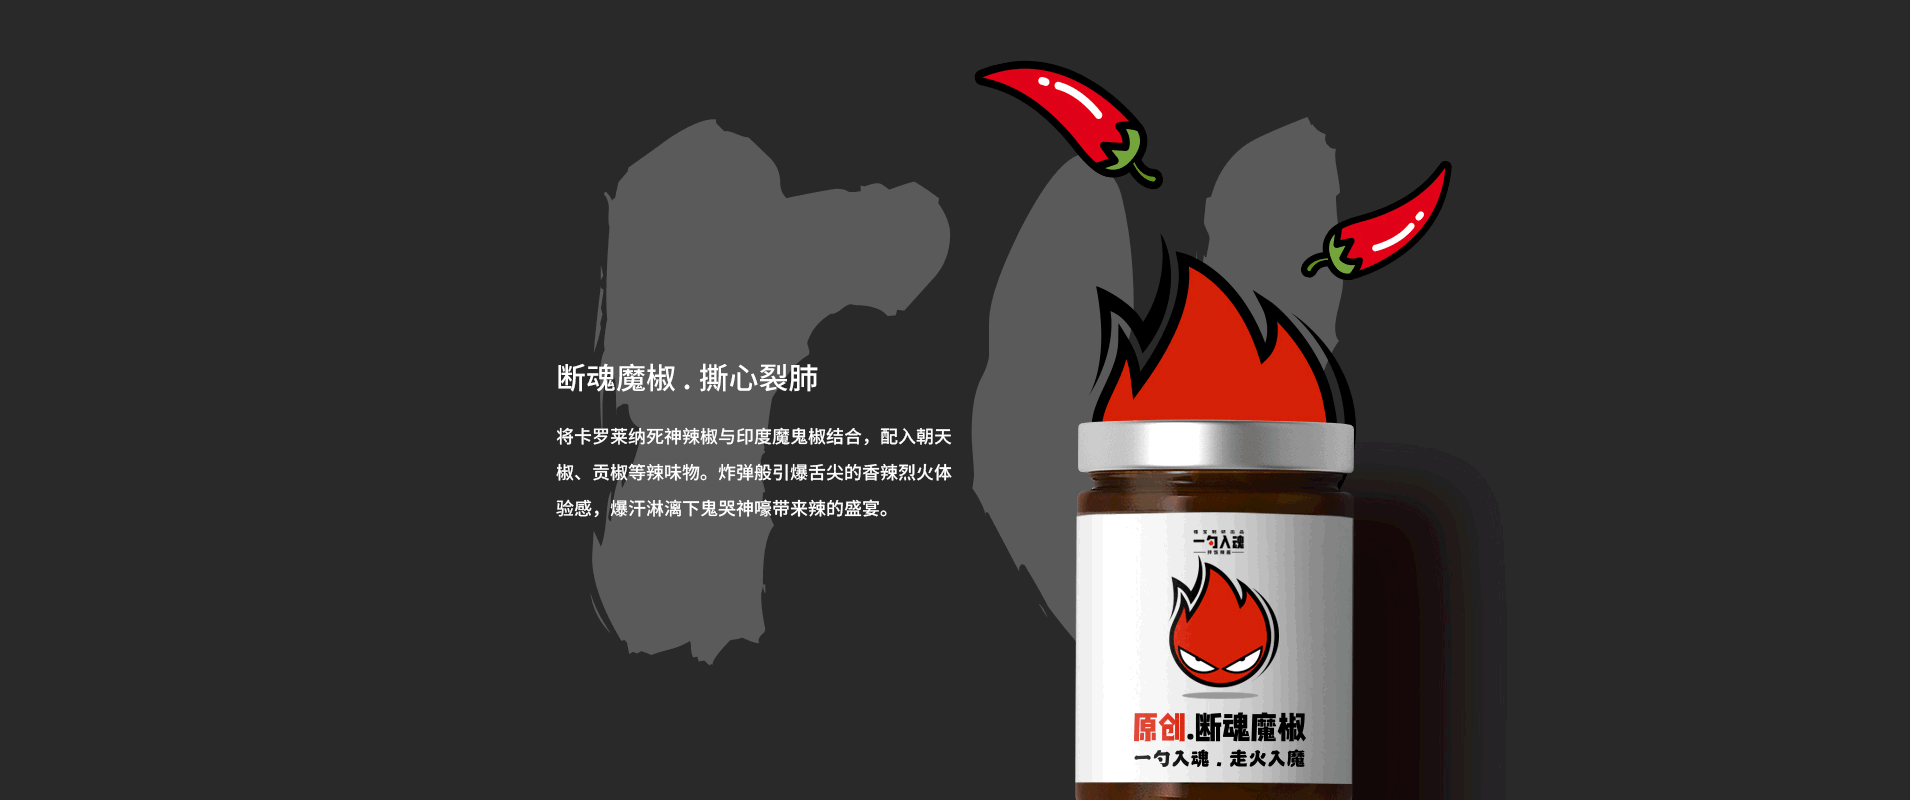 断魂魔椒 . 撕心裂肺
将卡罗莱纳死神辣椒与印度魔鬼椒结合，配入朝天
椒、贡椒等辣味物。炸弹般引爆舌尖的香辣烈火体
验感，爆汗淋漓下鬼哭神嚎带来辣的盛宴。
一勺入魂
原创.断魂魔椒
一勺入魂 . 走火入魔